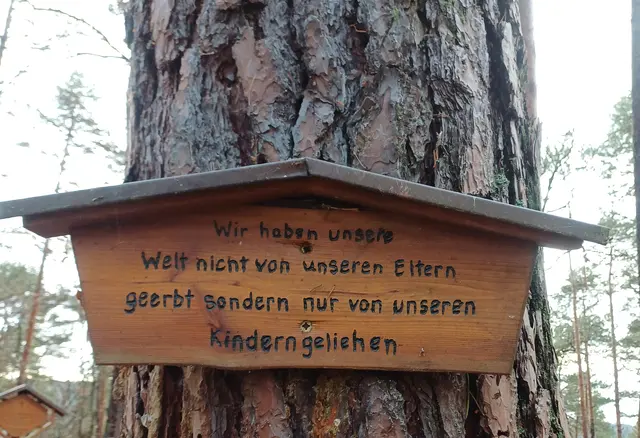 Wir haben unsere
Welt nicht von unseren Eltern
geerbt sondern nur von unseren
Kindern geliehen.